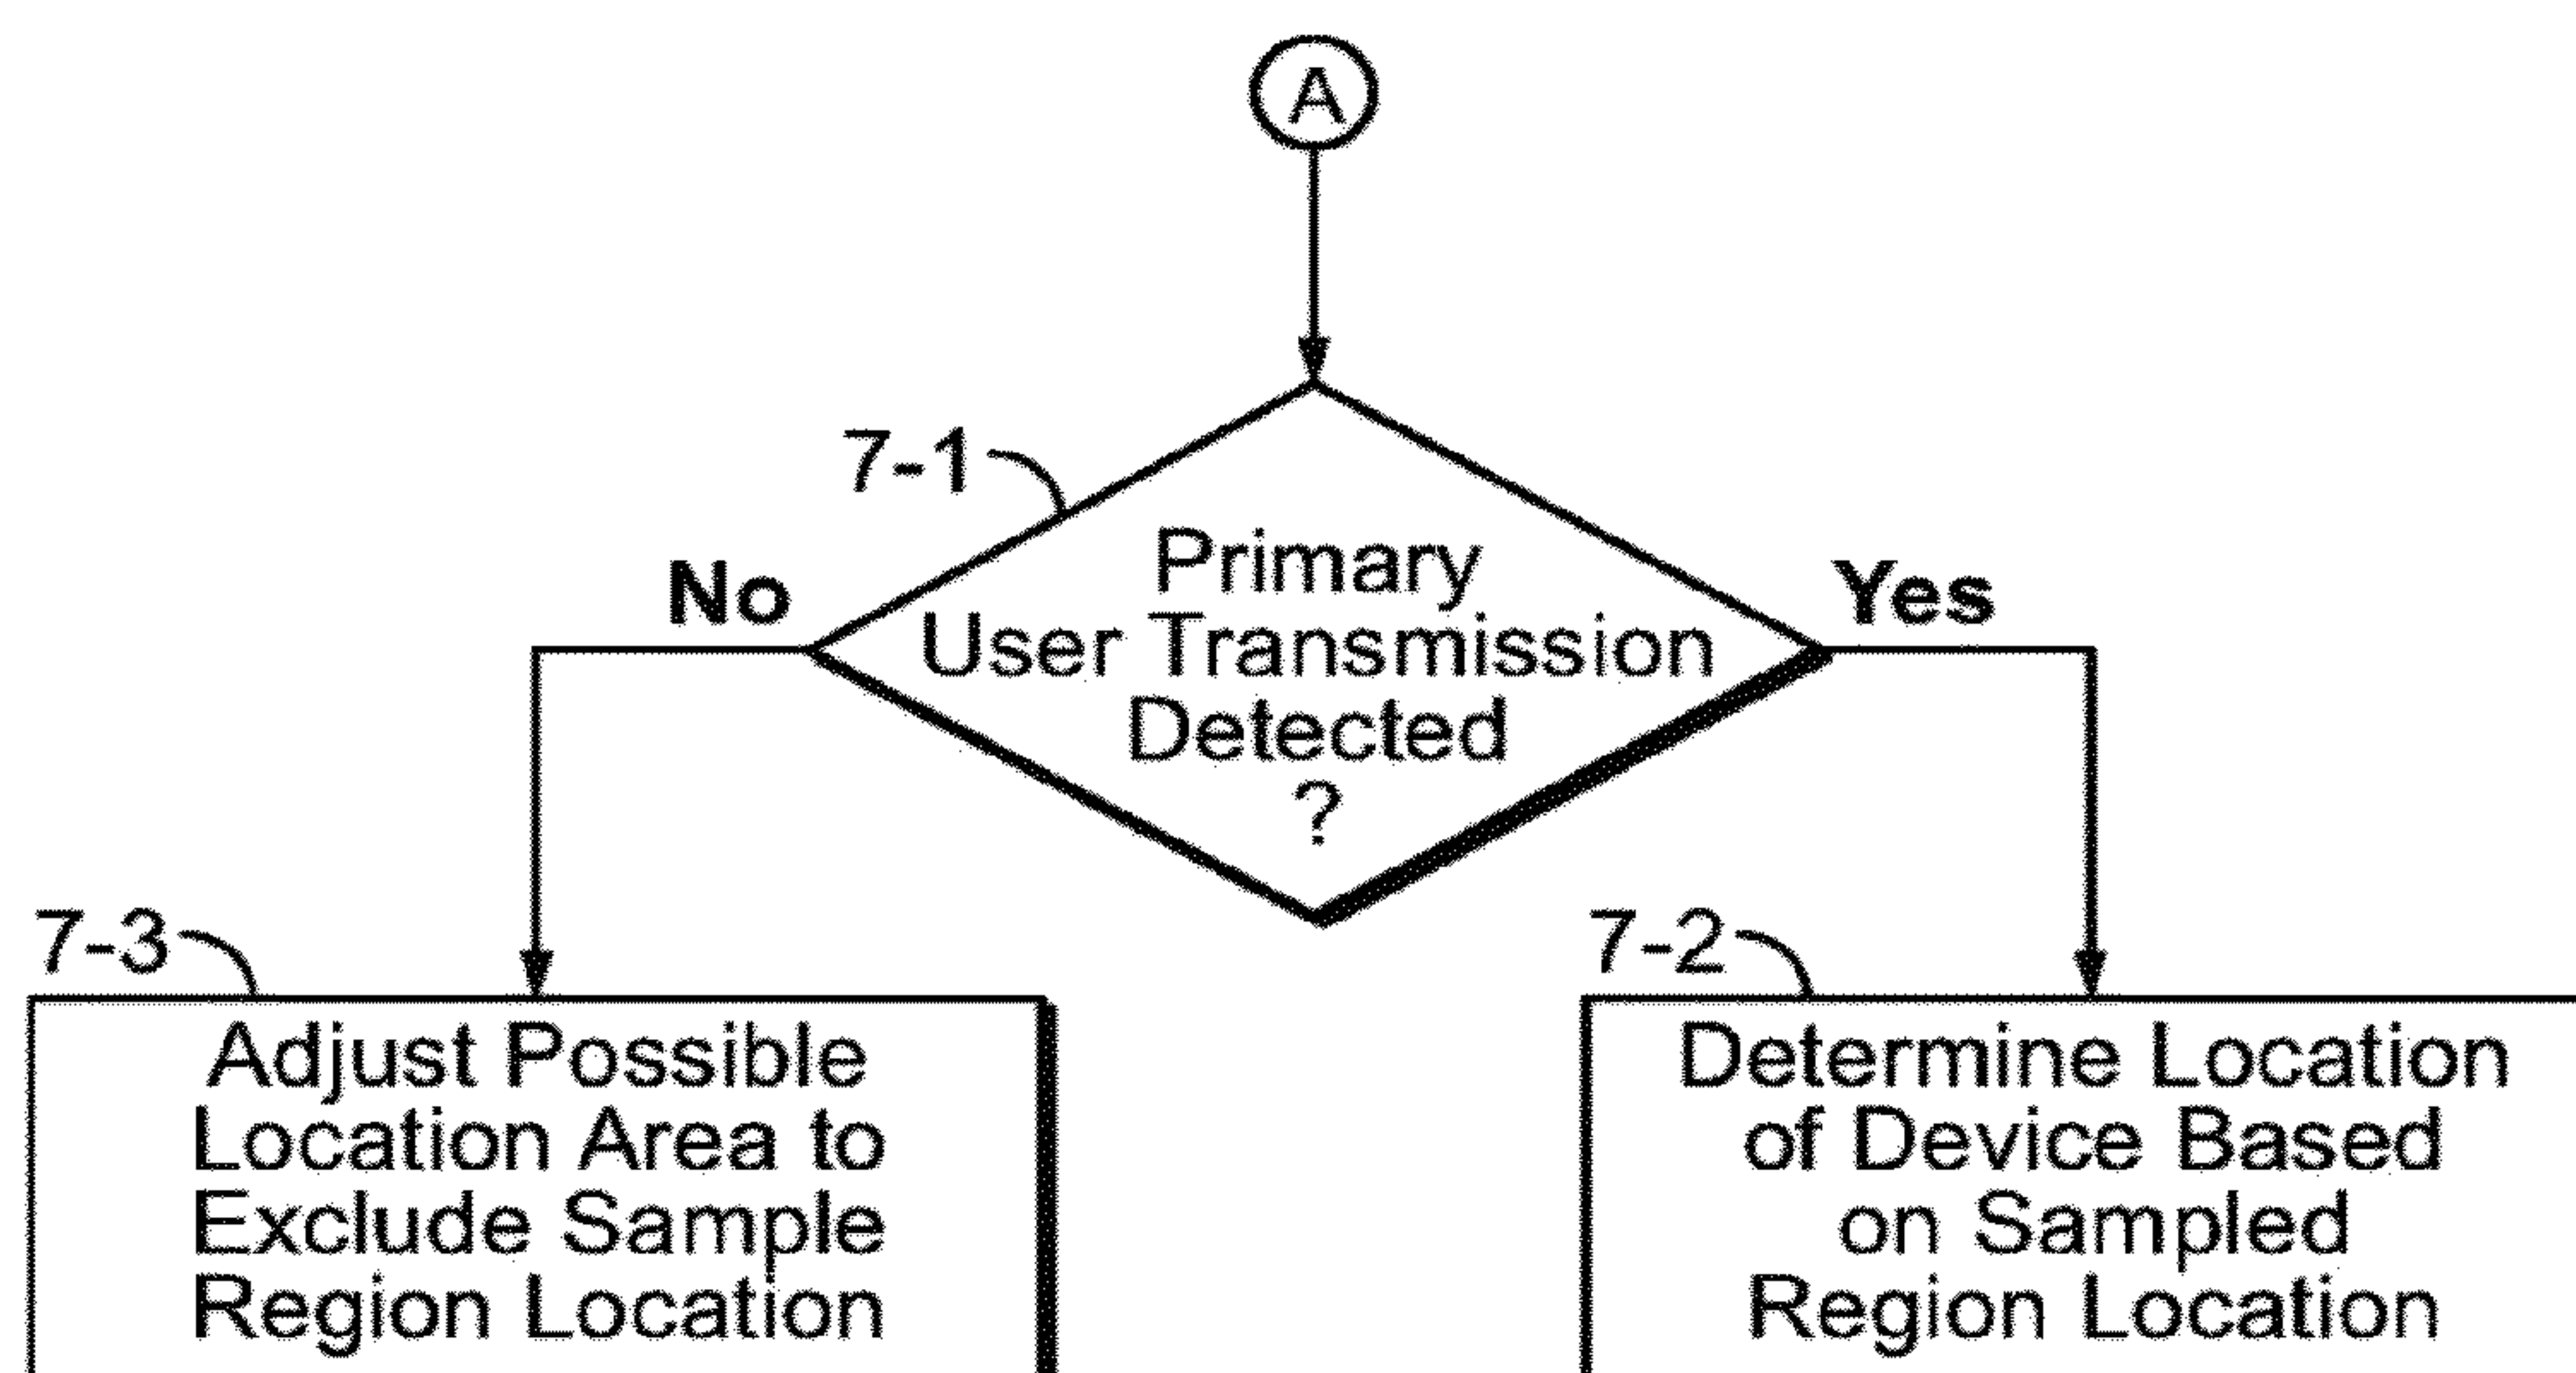 A
7-1
Primary
User Transmission
Detected
?
No
Yes
7-3
Adjust Possible
Location Area to
Exclude Sample
Region Location
7-2
Determine Location
of Device Based
on Sampled
Region Location